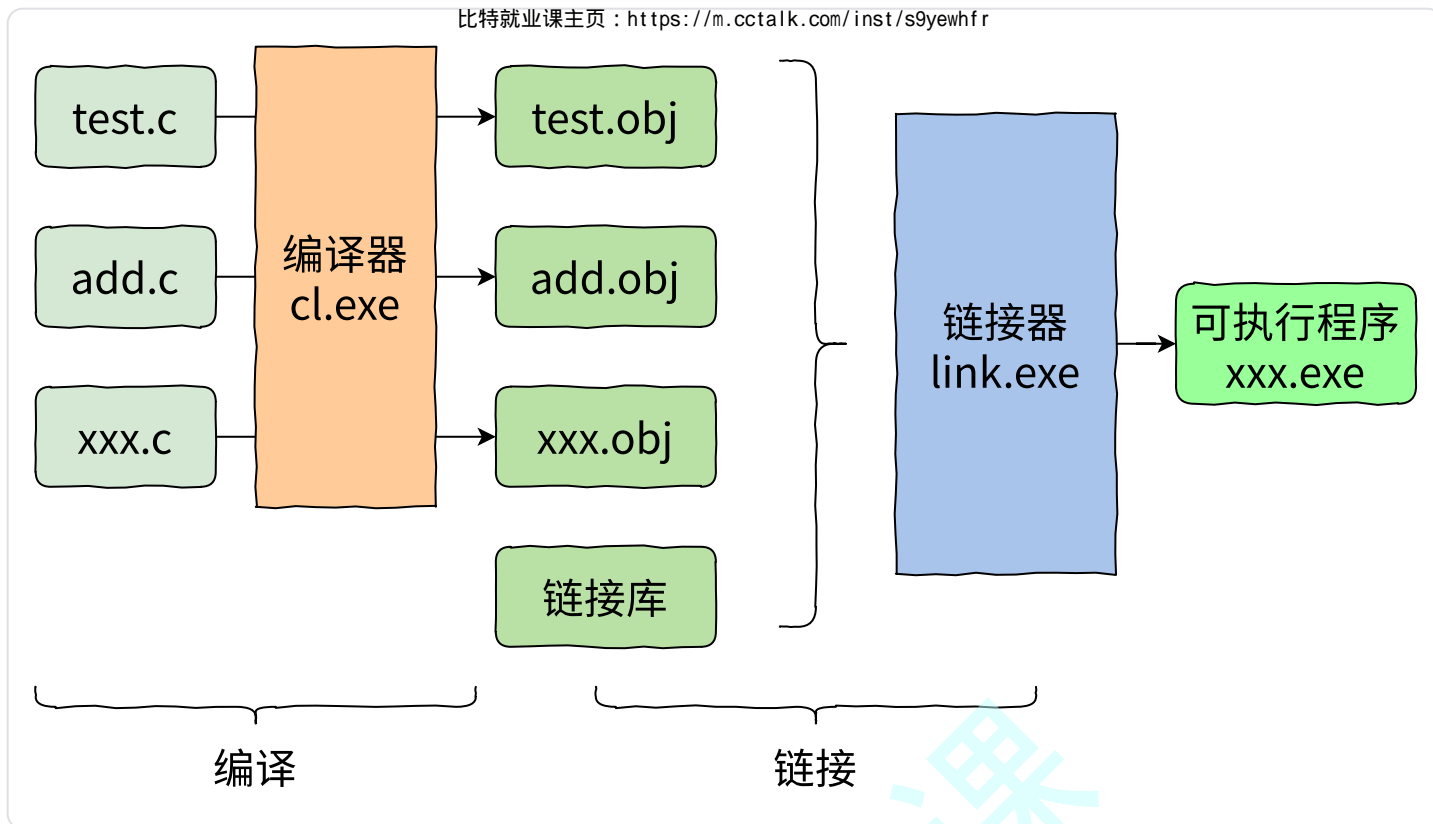 比特就业课主页：https://m.cctalk.com/inst/s9yewhfr
test.c
test.obj
add.c
编译器
cl.exe
add.obj
链接器
link.exe
可执行程序
xxx.exe
xxx.c
xxx.obj
链接库
编译
链接
课